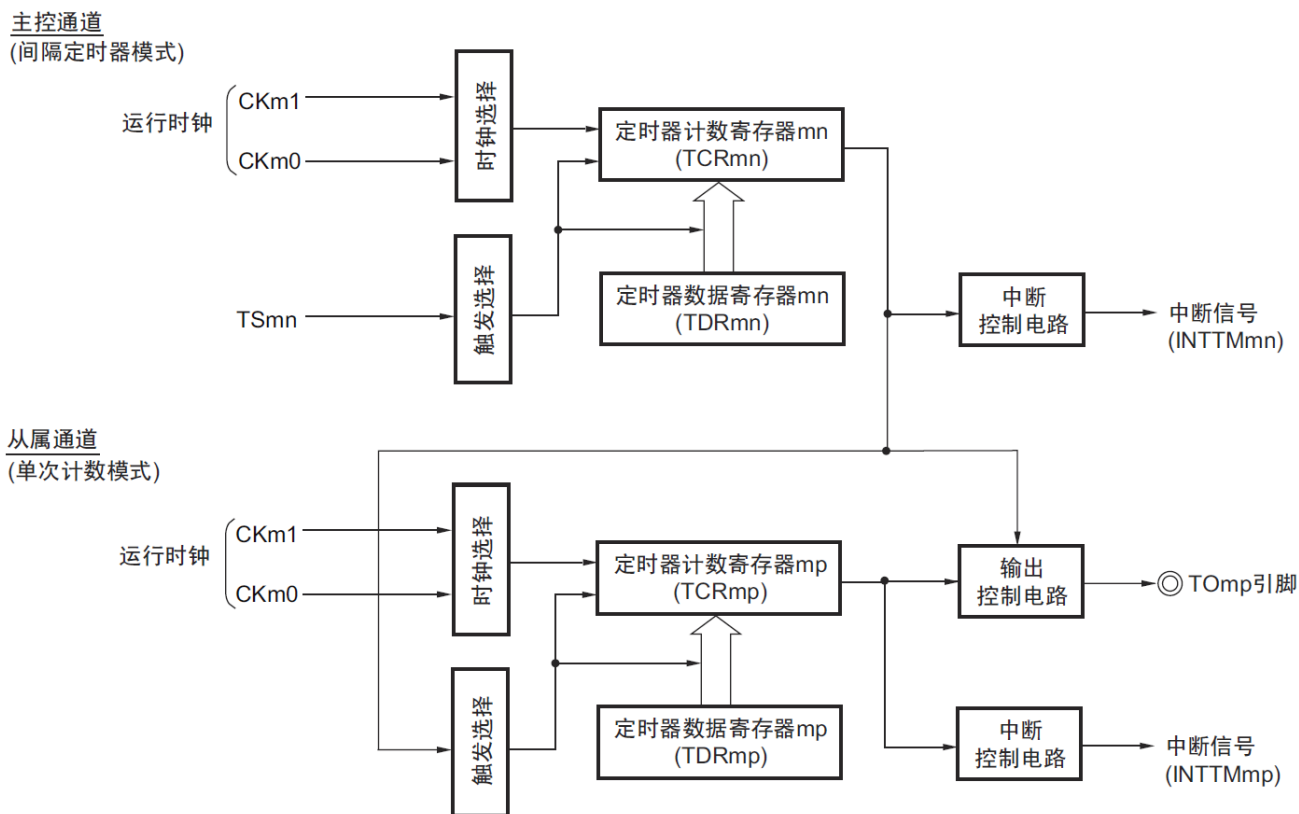 主控通道
(间隔定时器模式)
运行时钟
CKm1
CKm0
时钟选择
定时器计数寄存器mn
(TCRmn)
TSmn
触发选择
定时器数据寄存器mn
(TDRmn)
中断
控制电路
中断信号
(INTTMmn)
从属通道
(单次计数模式)
运行时钟
CKm1
CKm0
时钟选择
定时器计数寄存器mp
(TCRmp)
输出
控制电路
TOmp引脚
触发选择
定时器数据寄存器mp
(TDRmp)
中断
控制电路
中断信号
(INTTMmp)